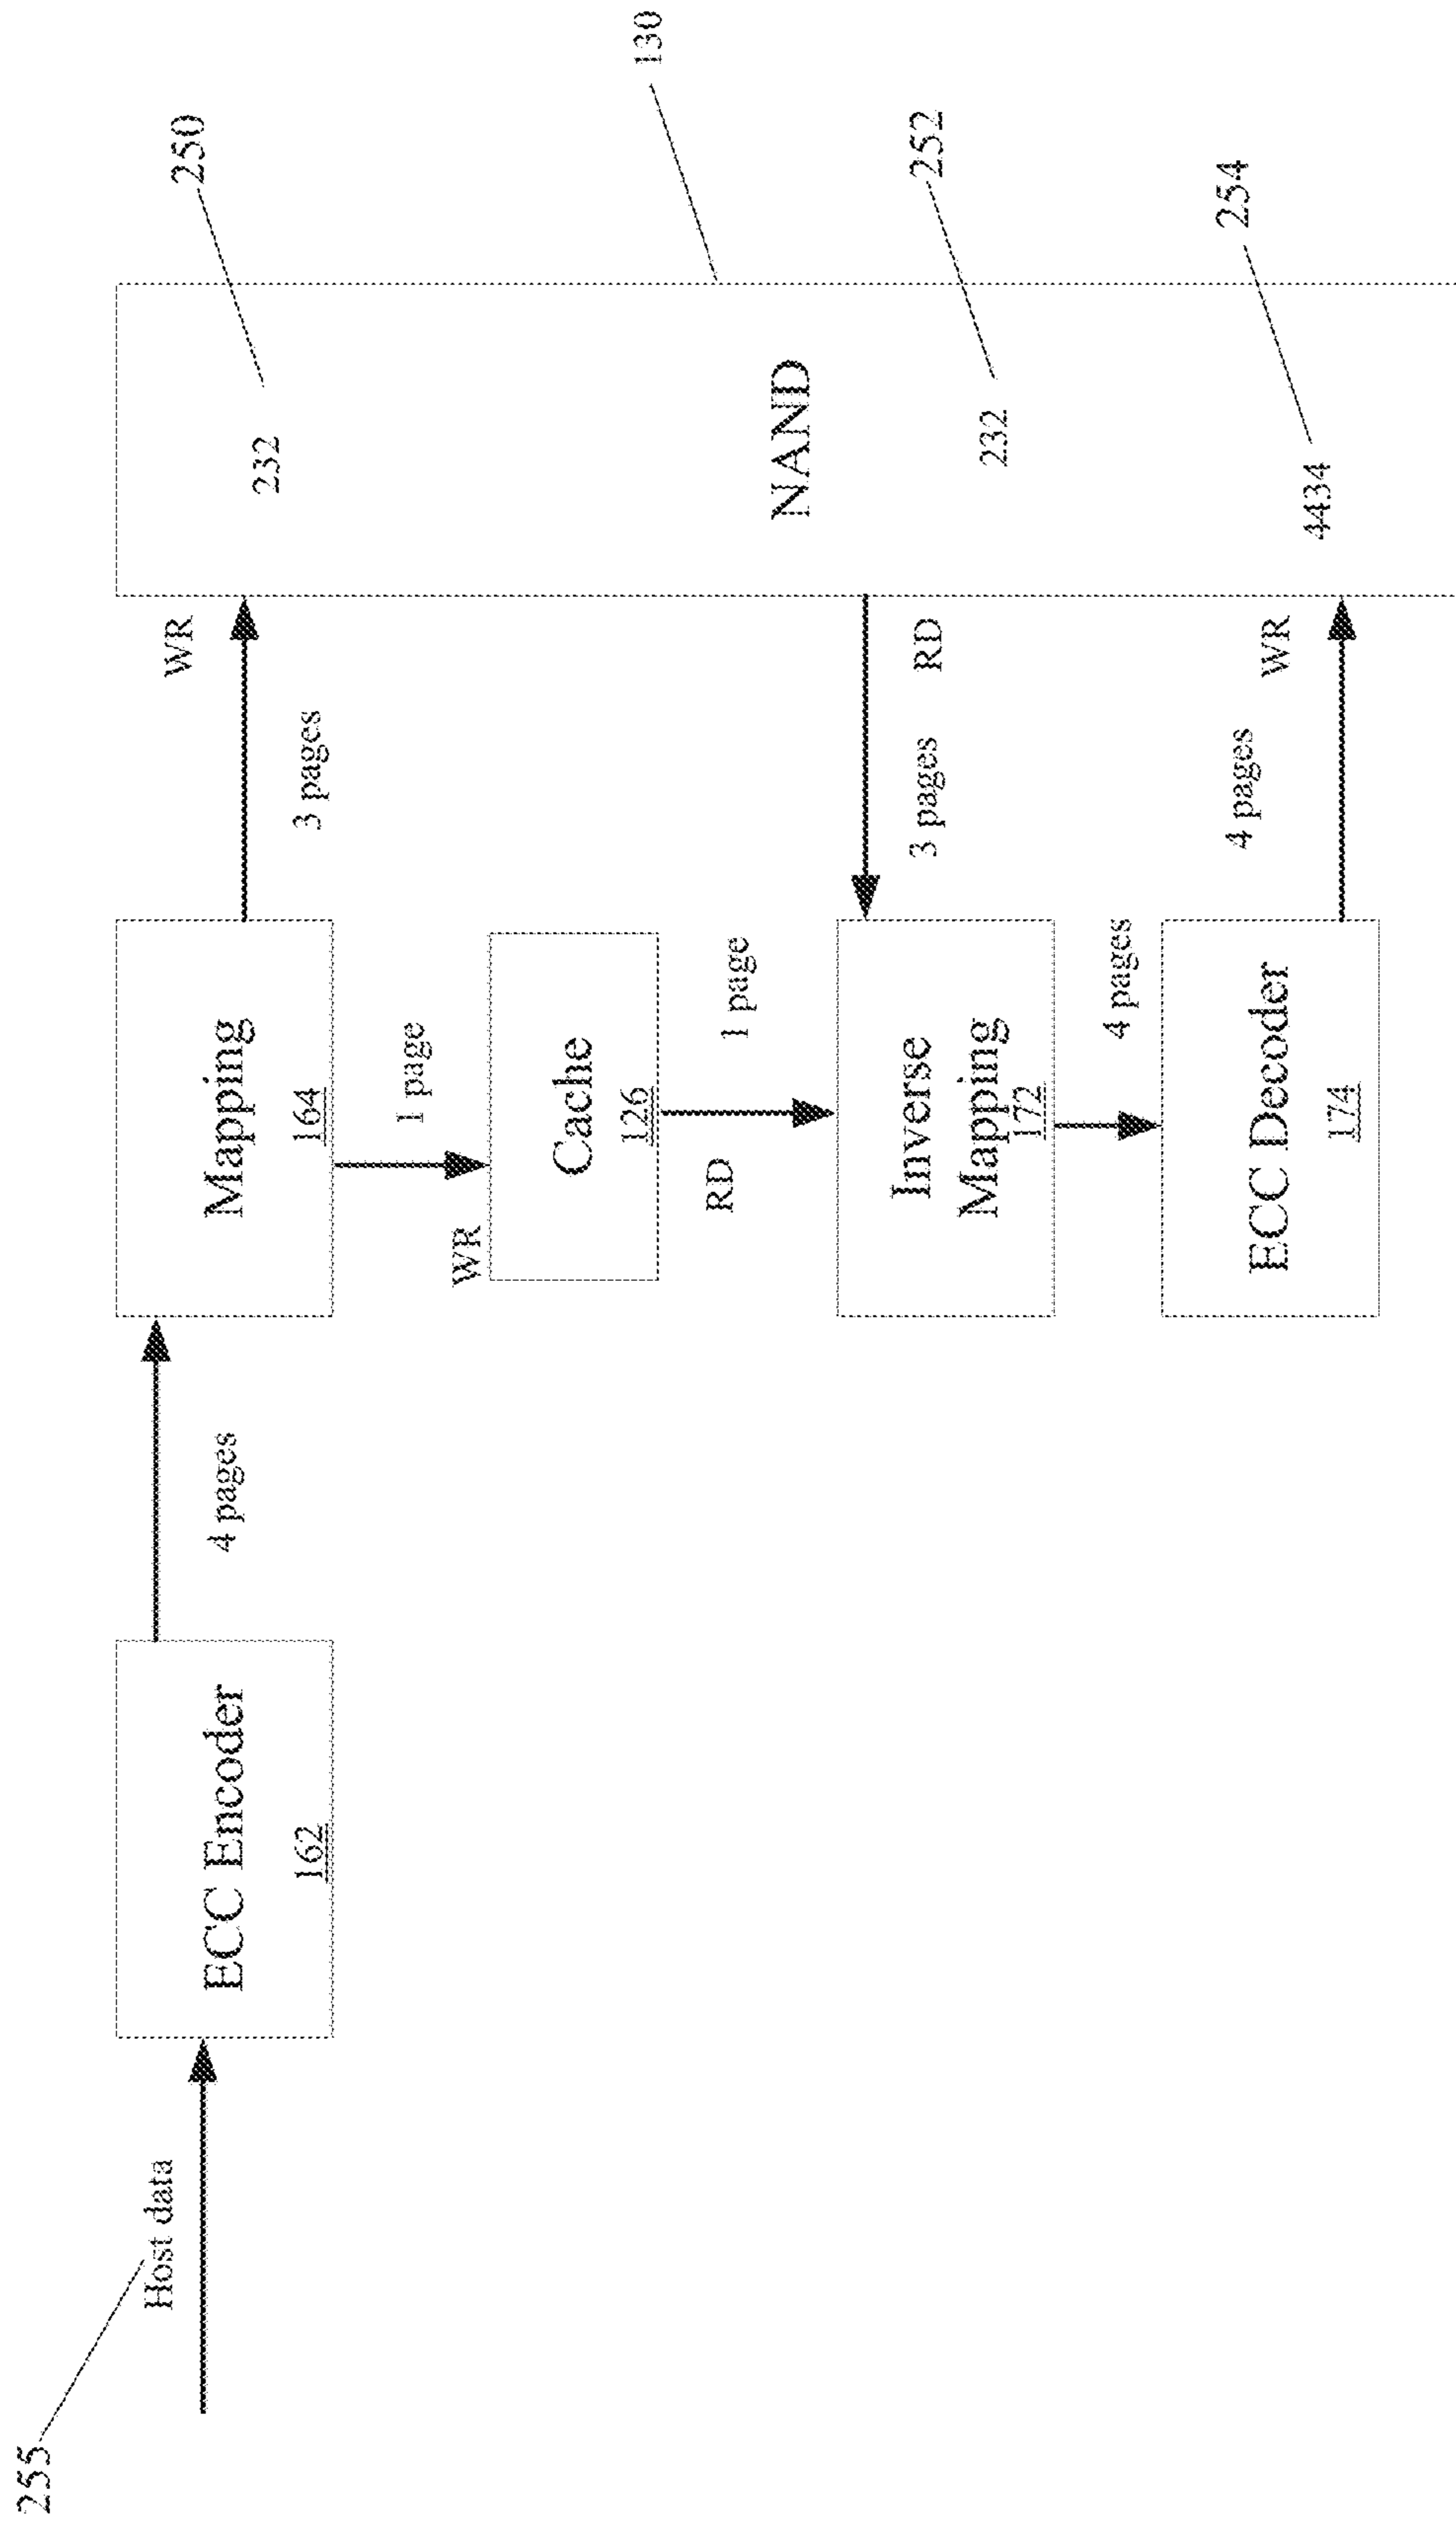 255
Host data
ECC Encoder
162
4 pages
Mapping
164
3 pages
WR
232
250
1 page
WR
Cache
126
1 page
RD
NAND
130
Inverse
Mapping
172
3 pages
RD
232
252
4 pages
ECC Decoder
174
4 pages
WR
4434
254